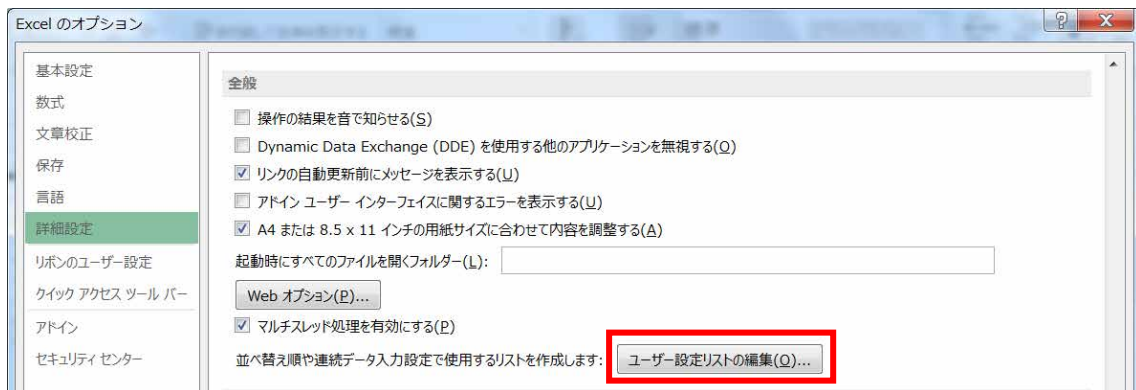 Excel のオプション
基本設定
数式
文章校正
保存
言語
詳細設定
リボンのユーザー設定
クイック アクセス ツール バー
アドイン
セキュリティ センター
全般
操作の結果を音で知らせる(S)
Dynamic Data Exchange (DDE) を使用する他のアプリケーションを無視する(O)
リンクの自動更新前にメッセージを表示する(U)
アドイン ユーザー インターフェイスに関するエラーを表示する(U)
A4 または 8.5 x 11 インチの用紙サイズに合わせて内容を調整する(A)
起動時にすべてのファイルを開くフォルダー(L):
Web オプション(P)...
マルチスレッド処理を有効にする(P)
並べ替え順や連続データ入力設定で使用するリストを作成します: ユーザー設定リストの編集(O)...